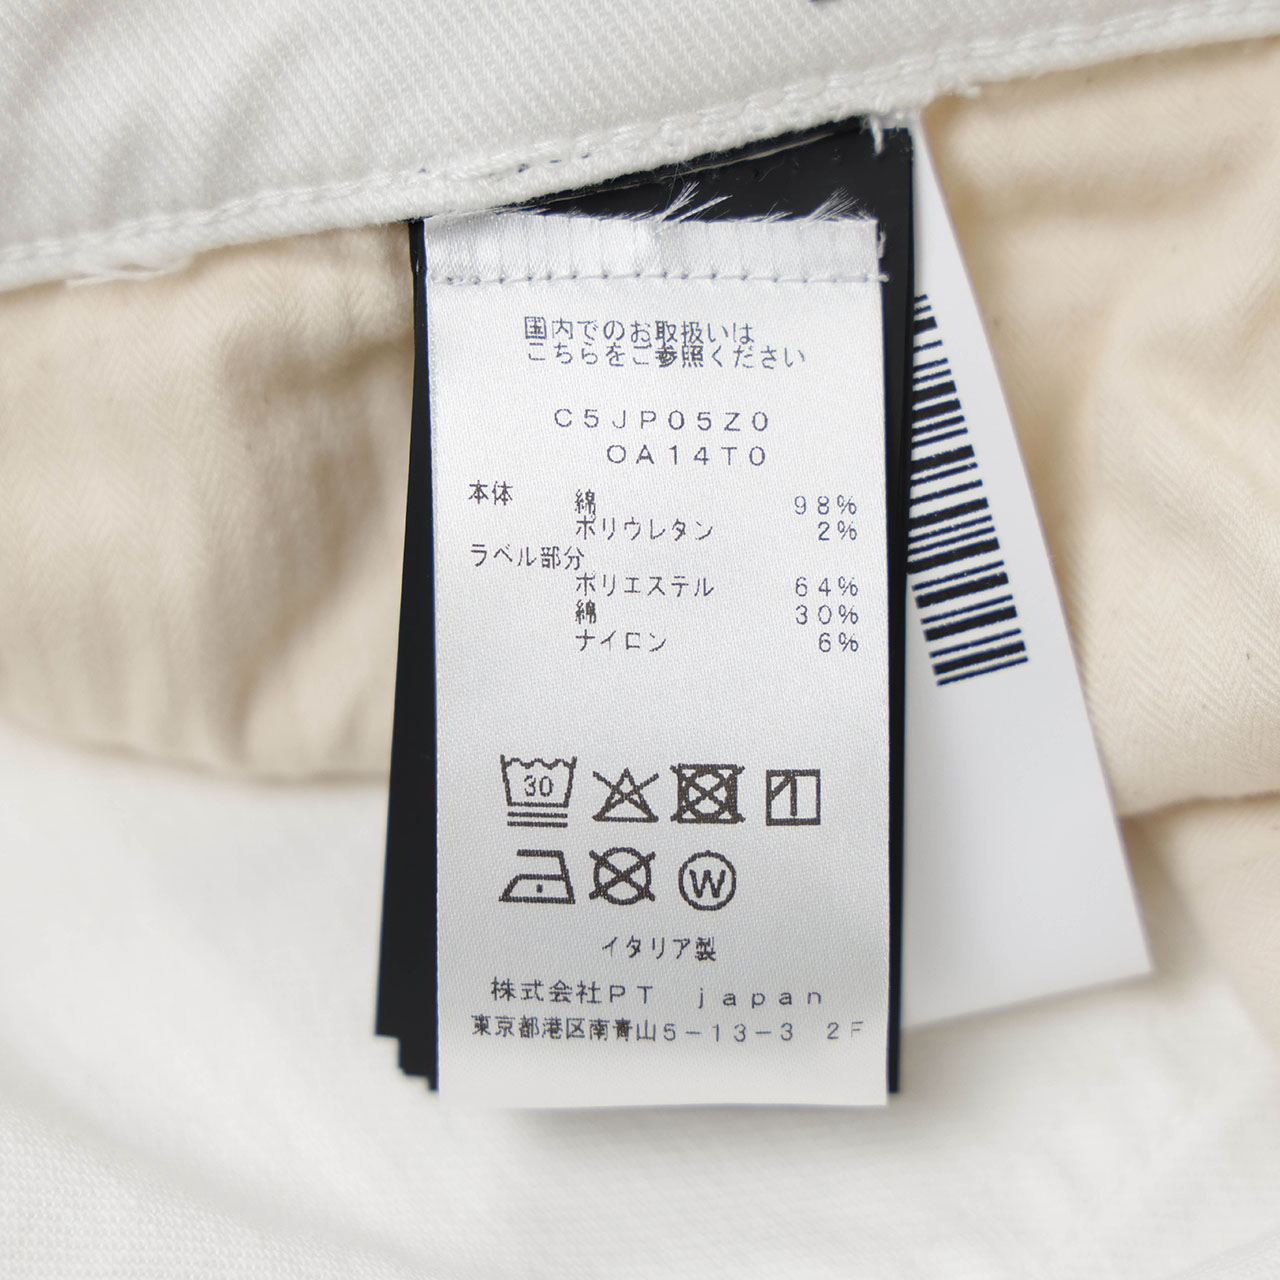 国内でのお取扱いは
こちらをご参照ください
C5JP05Z0
OA14T0
本体 綿 98%
ポリウレタン 2%
ラベル部分
ポリエステル 64%
綿 30%
ナイロン 6%
30
W
イタリア製
株式会社PT japan
東京都港区南青山5-13-3 2F